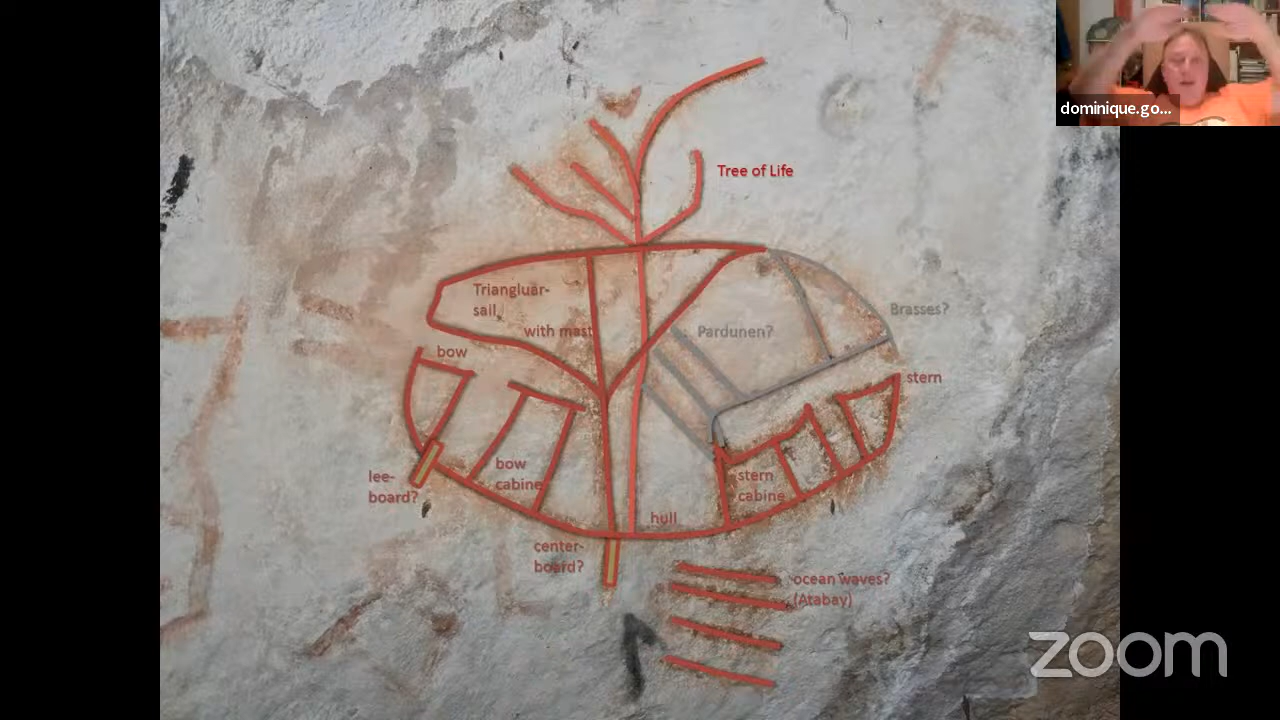 dominique.go...
Tree of Life
Triangluar-
sail,
with mast
Brasses?
Pardunen?
bow
stern
lee-
board?
bow
cabine
stern
cabine
hull
center-
board?
ocean waves?
(Atabay)
zoom